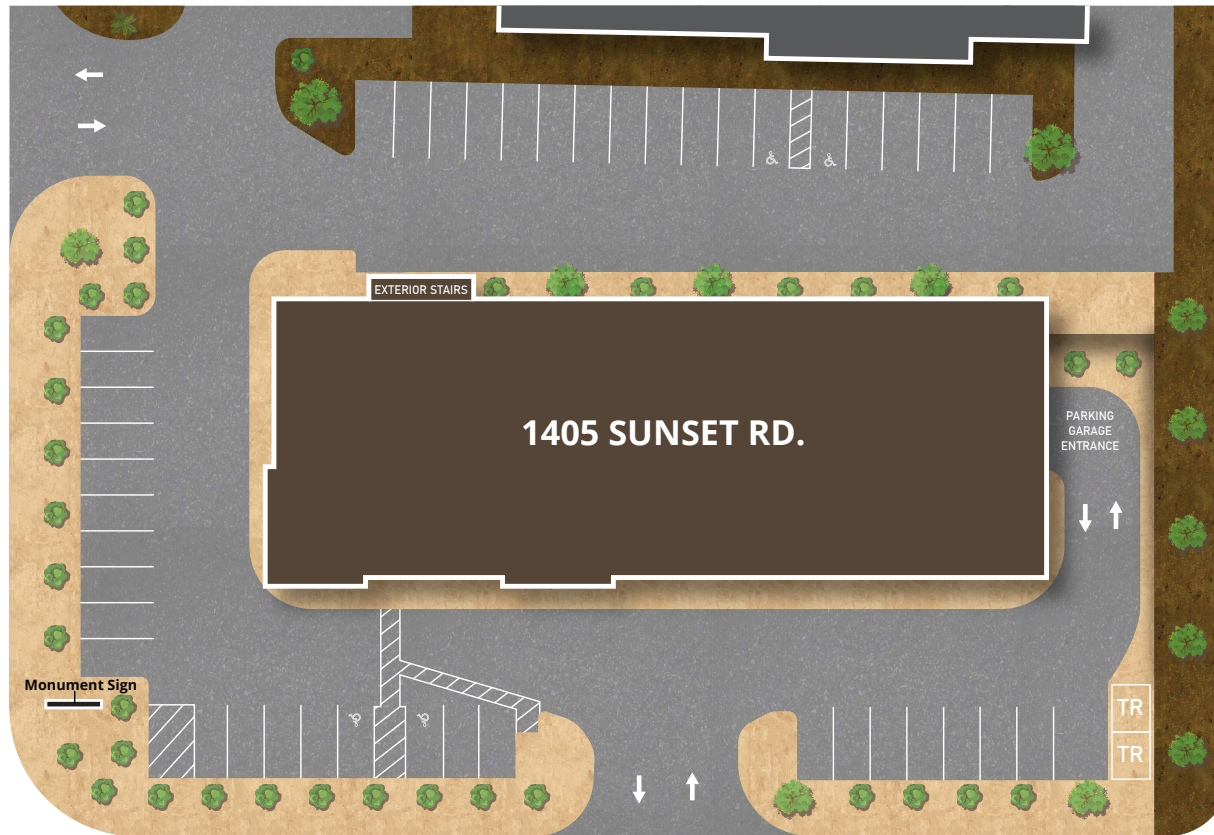 EXTERIOR STAIRS
1405 SUNSET RD.
PARKING
GARAGE
ENTRANCE
Monument Sign
TR
TR